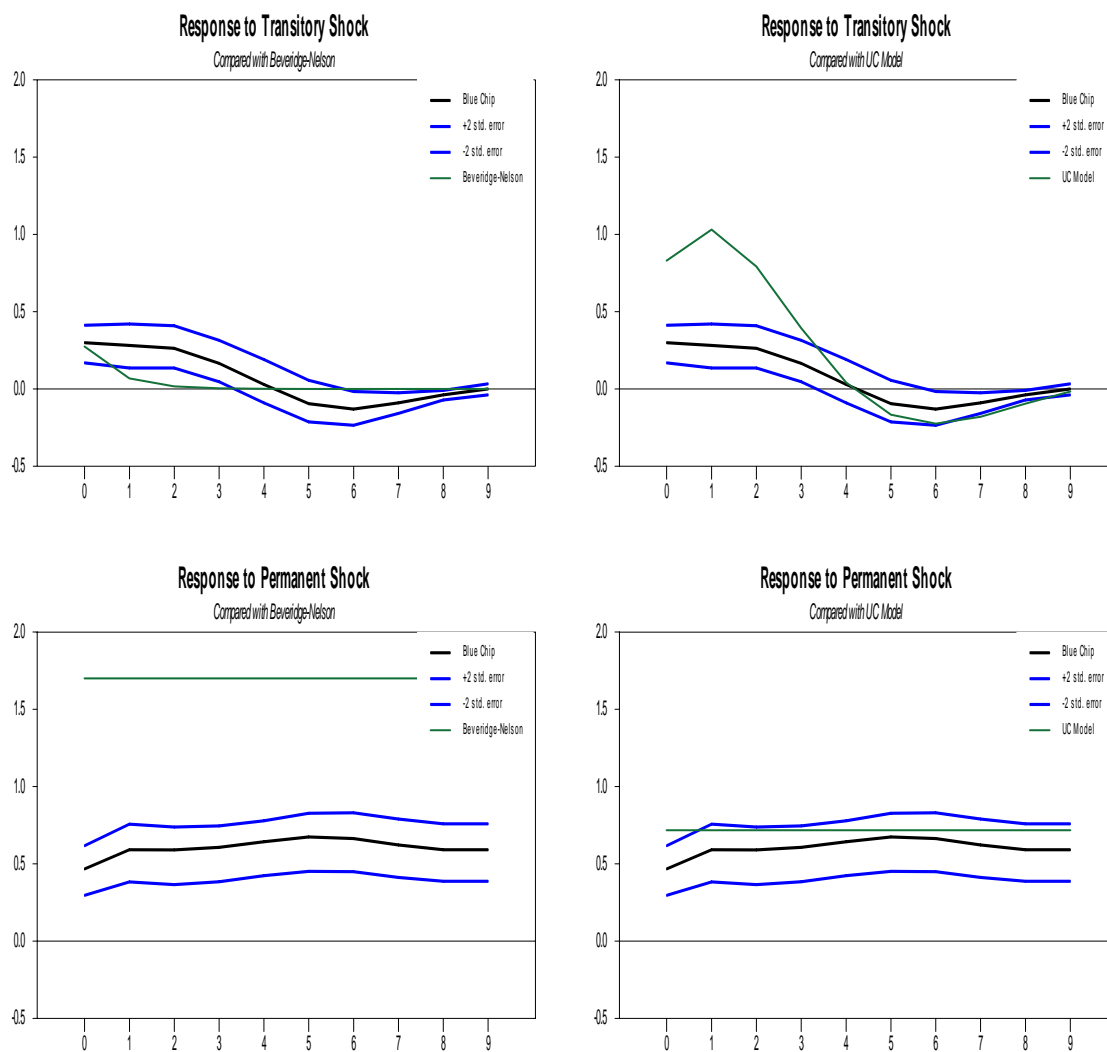 Response to Transitory Shock
Compared with Beveridge-Nelson
2.0
1.5
1.0
0.5
0.0
-0.5
0 1 2 3 4 5 6 7 8 9
Blue Chip
+2 std. error
-2 std. error
Beveridge-Nelson
Response to Transitory Shock
Compared with UC Model
2.0
1.5
1.0
0.5
0.0
-0.5
0 1 2 3 4 5 6 7 8 9
Blue Chip
+2 std. error
-2 std. error
UC Model
Response to Permanent Shock
Compared with Beveridge-Nelson
2.0
1.5
1.0
0.5
0.0
-0.5
0 1 2 3 4 5 6 7 8 9
Blue Chip
+2 std. error
-2 std. error
Beveridge-Nelson
Response to Permanent Shock
Compared with UC Model
2.0
1.5
1.0
0.5
0.0
-0.5
0 1 2 3 4 5 6 7 8 9
Blue Chip
+2 std. error
-2 std. error
UC Model